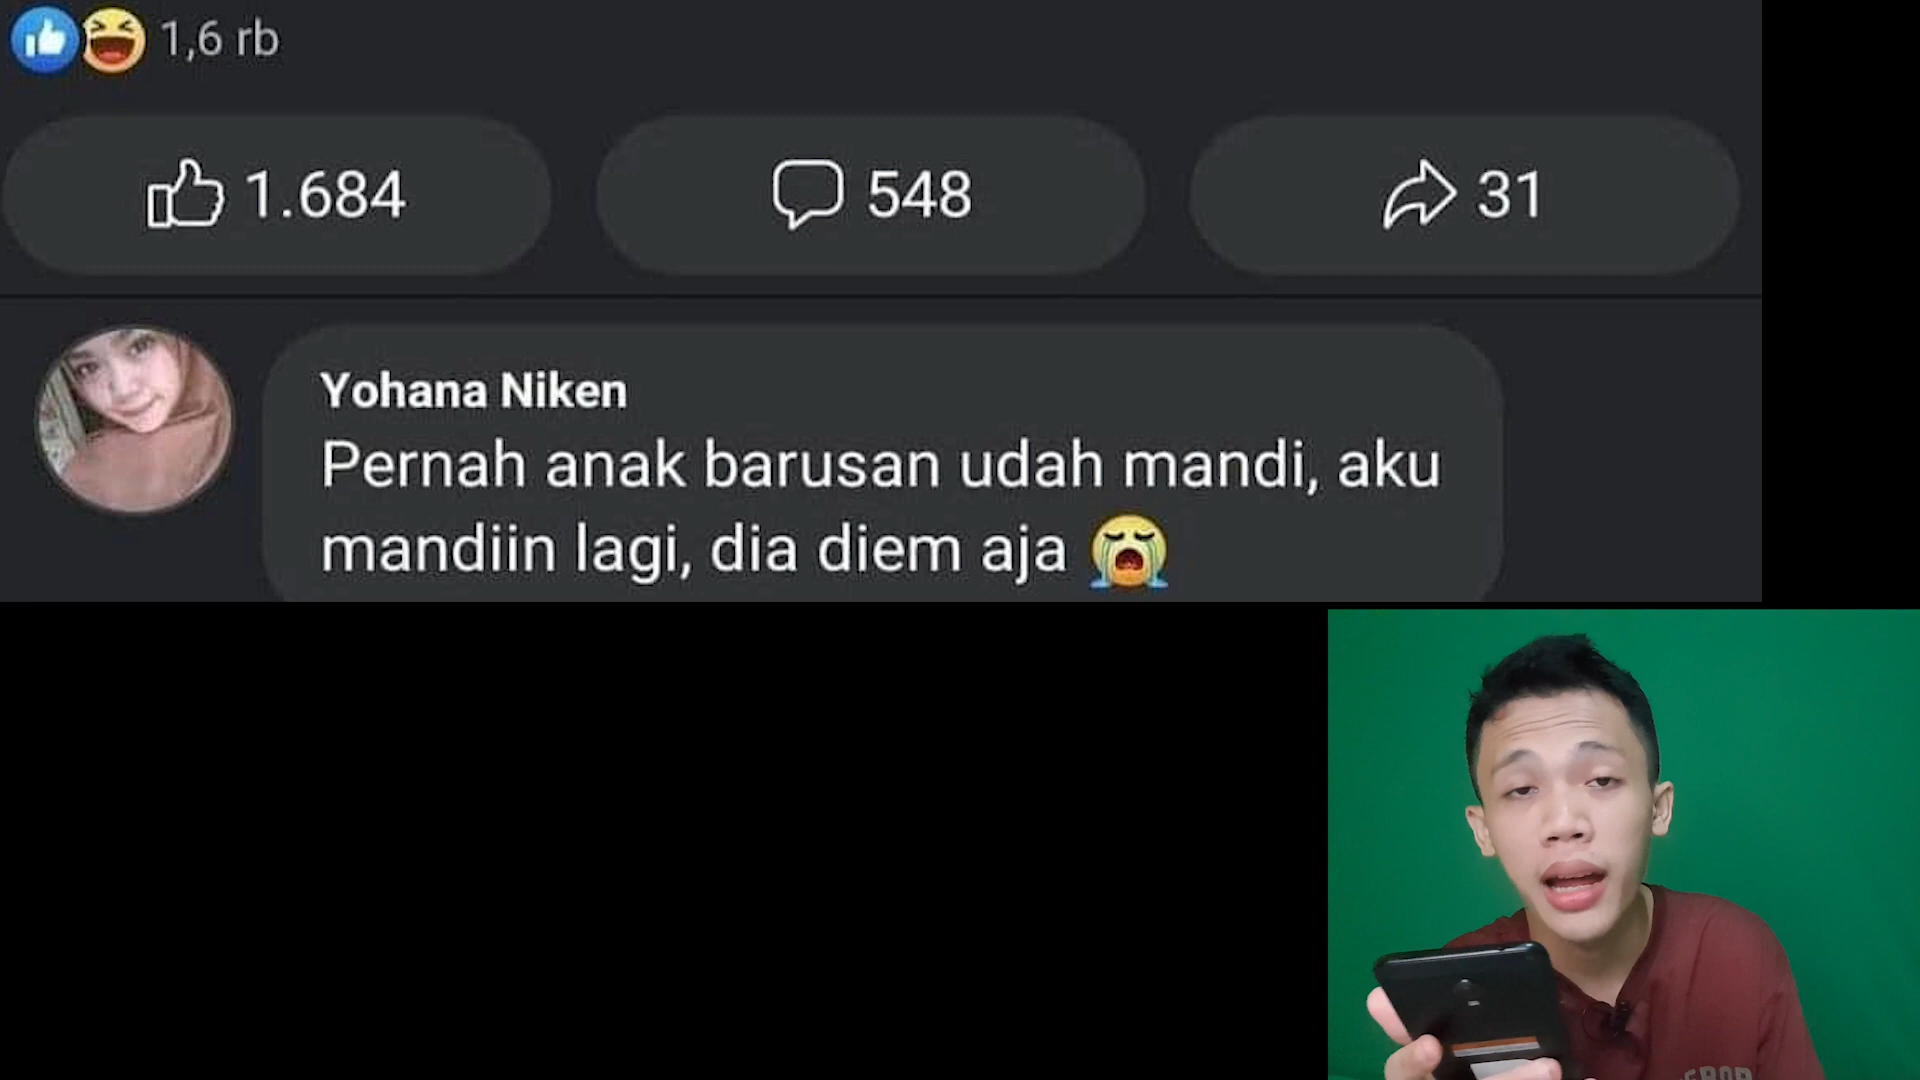 1,6 rb
1.684
548
31
Yohana Niken
Pernah anak barusan udah mandi, aku
mandiin lagi, dia diem aja 😭